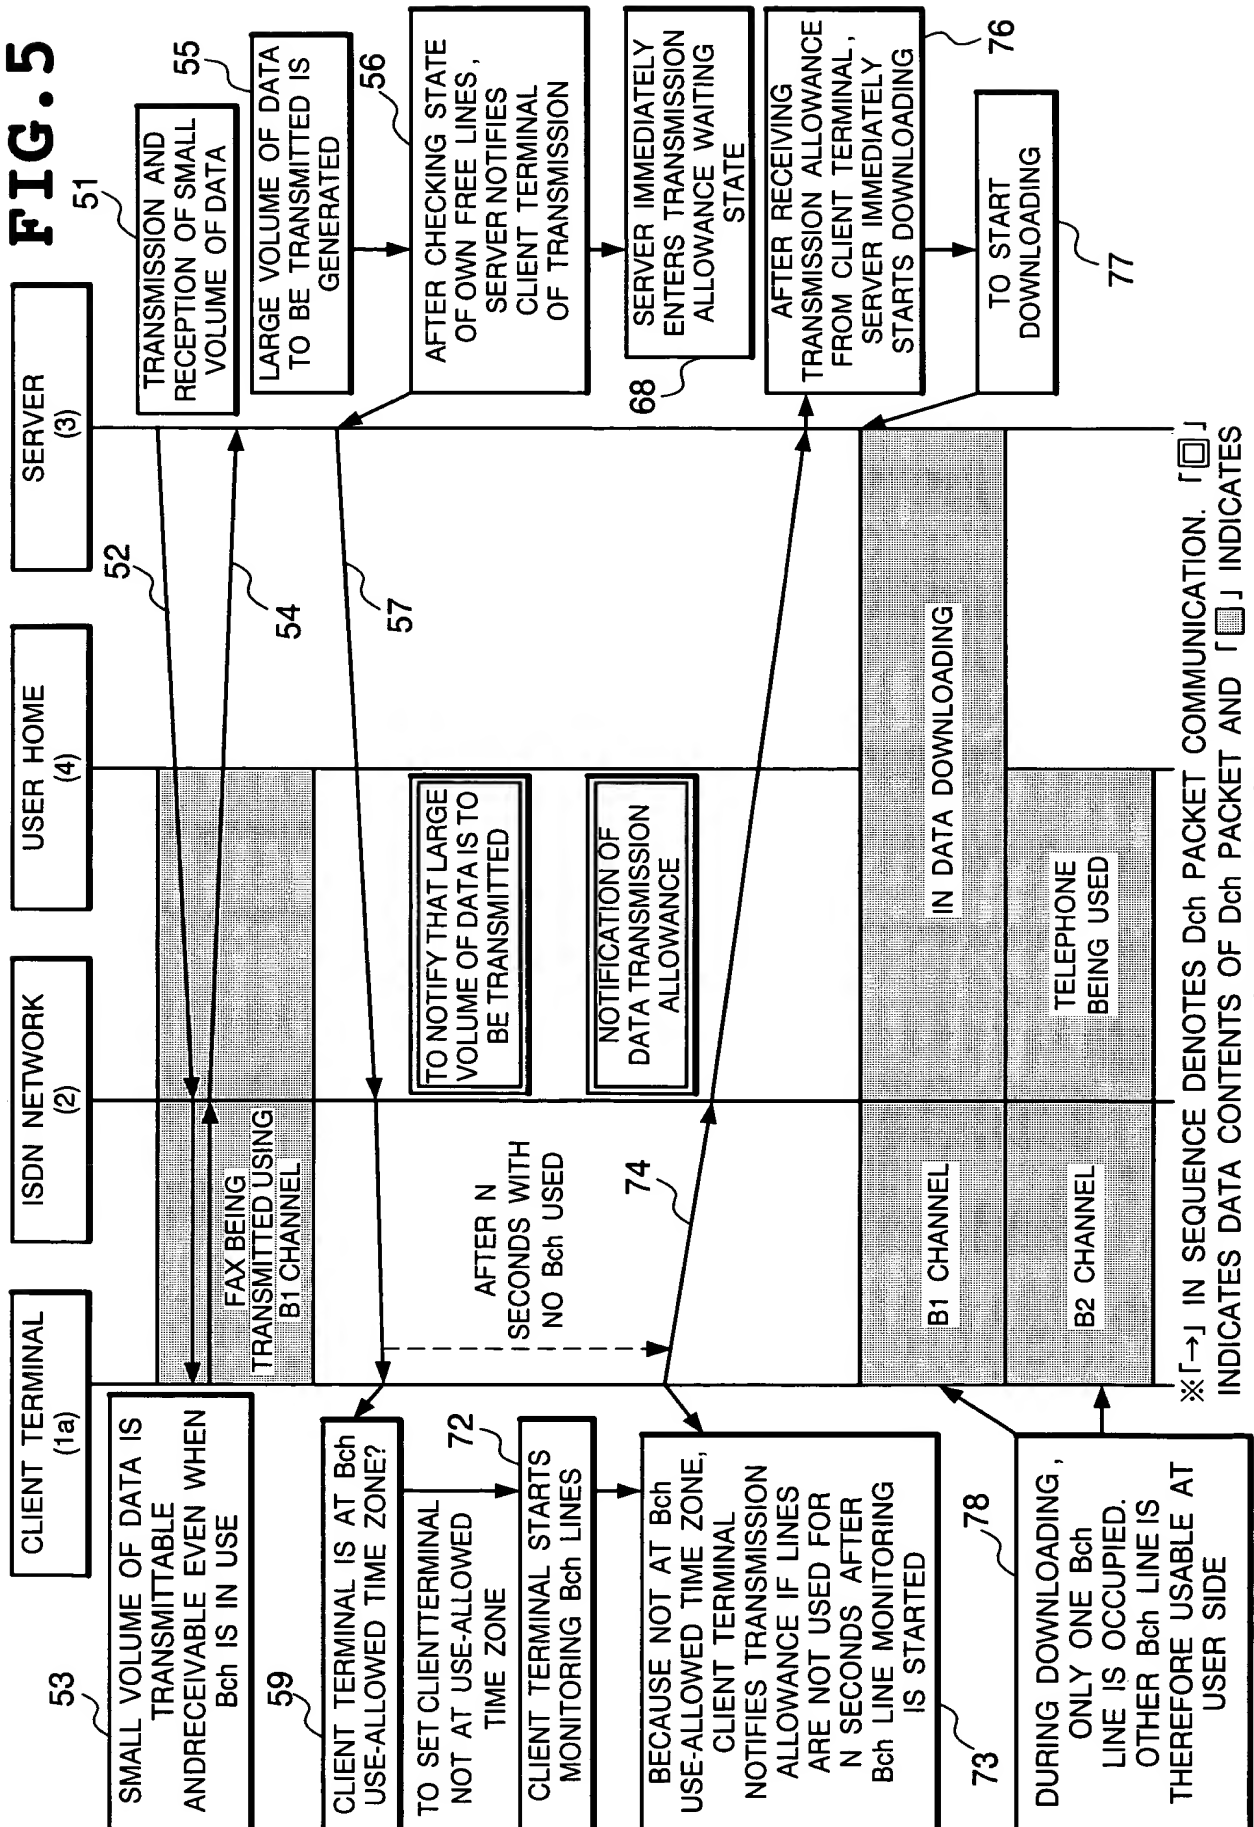 FIG.5
CLIENT TERMINAL
(1a)
ISDN NETWORK
(2)
USER HOME
(4)
SERVER
(3)
53
SMALL VOLUME OF DATA IS
TRANSMITTABLE
ANDRECEIVABLE EVEN WHEN
Bch IS IN USE
FAX BEING
TRANSMITTED USING
B1 CHANNEL
52
54
51
TRANSMISSION AND
RECEPTION OF SMALL
VOLUME OF DATA
55
LARGE VOLUME OF DATA
TO BE TRANSMITTED IS
GENERATED
56
AFTER CHECKING STATE
OF OWN FREE LINES,
SERVER NOTIFIES
CLIENT TERMINAL
OF TRANSMISSION
57
59
CLIENT TERMINAL IS AT Bch
USE-ALLOWED TIME ZONE?
TO SET CLIENTTERMINAL
NOT AT USE-ALLOWED
TIME ZONE
72
CLIENT TERMINAL STARTS
MONITORING Bch LINES
AFTER N
SECONDS WITH
NO Bch USED
TO NOTIFY THAT LARGE
VOLUME OF DATA IS TO
BE TRANSMITTED
NOTIFICATION OF
DATA TRANSMISSION
ALLOWANCE
68
SERVER IMMEDIATELY
ENTERS TRANSMISSION
ALLOWANCE WAITING
STATE
73
BECAUSE NOT AT Bch
USE-ALLOWED TIME ZONE,
CLIENT TERMINAL
NOTIFIES TRANSMISSION
ALLOWANCE IF LINES
ARE NOT USED FOR
N SECONDS AFTER
Bch LINE MONITORING
IS STARTED
74
76
AFTER RECEIVING
TRANSMISSION ALLOWANCE
FROM CLIENT TERMINAL,
SERVER IMMEDIATELY
STARTS DOWNLOADING
TO START
DOWNLOADING
77
B1 CHANNEL
IN DATA DOWNLOADING
B2 CHANNEL
TELEPHONE
BEING USED
78
DURING DOWNLOADING,
ONLY ONE Bch
LINE IS OCCUPIED.
OTHER Bch LINE IS
THEREFORE USABLE AT
USER SIDE
※「→」 IN SEQUENCE DENOTES Dch PACKET COMMUNICATION. 「回」
INDICATES DATA CONTENTS OF Dch PACKET AND 「□」 INDICATES